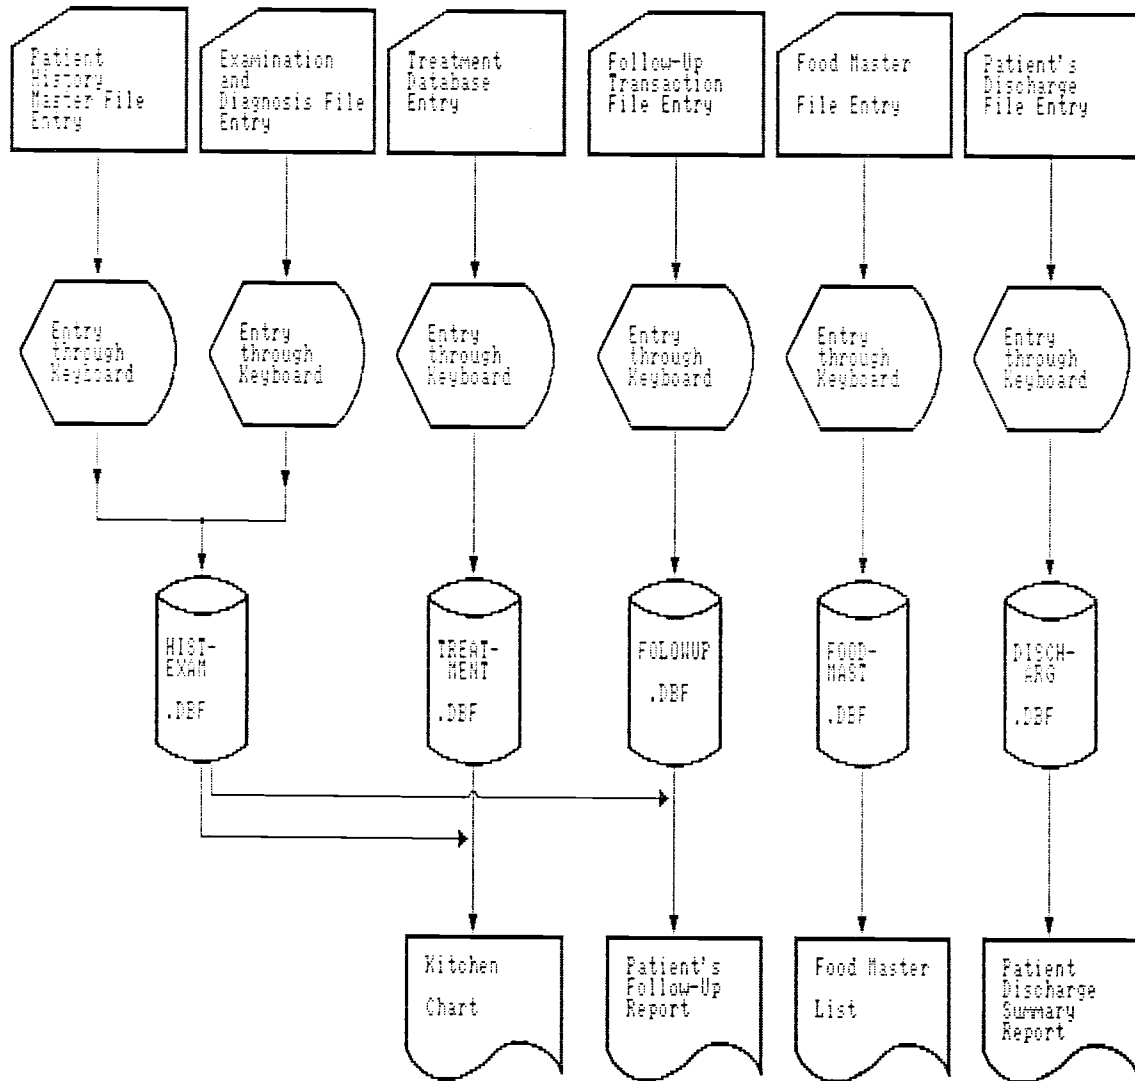 Patient
History
Master File
Entry
Examination
and
Diagnosis File
Entry
Treatment
Database
Entry
Follow-Up
Transaction
File Entry
Food Master
File Entry
Patient's
Discharge
File Entry
Entry
through
Keyboard
Entry
through
Keyboard
Entry
through
Keyboard
Entry
through
Keyboard
Entry
through
Keyboard
Entry
through
Keyboard
HIST-
EXAM
.DBF
TREAT-
MENT
.DBF
FOLOWUP
.DBF
FOOD-
MAST
.DBF
DISCH-
ARG
.DBF
Kitchen
Chart
Patient's
Follow-Up
Report
Food Master
List
Patient
Discharge
Summary
Report